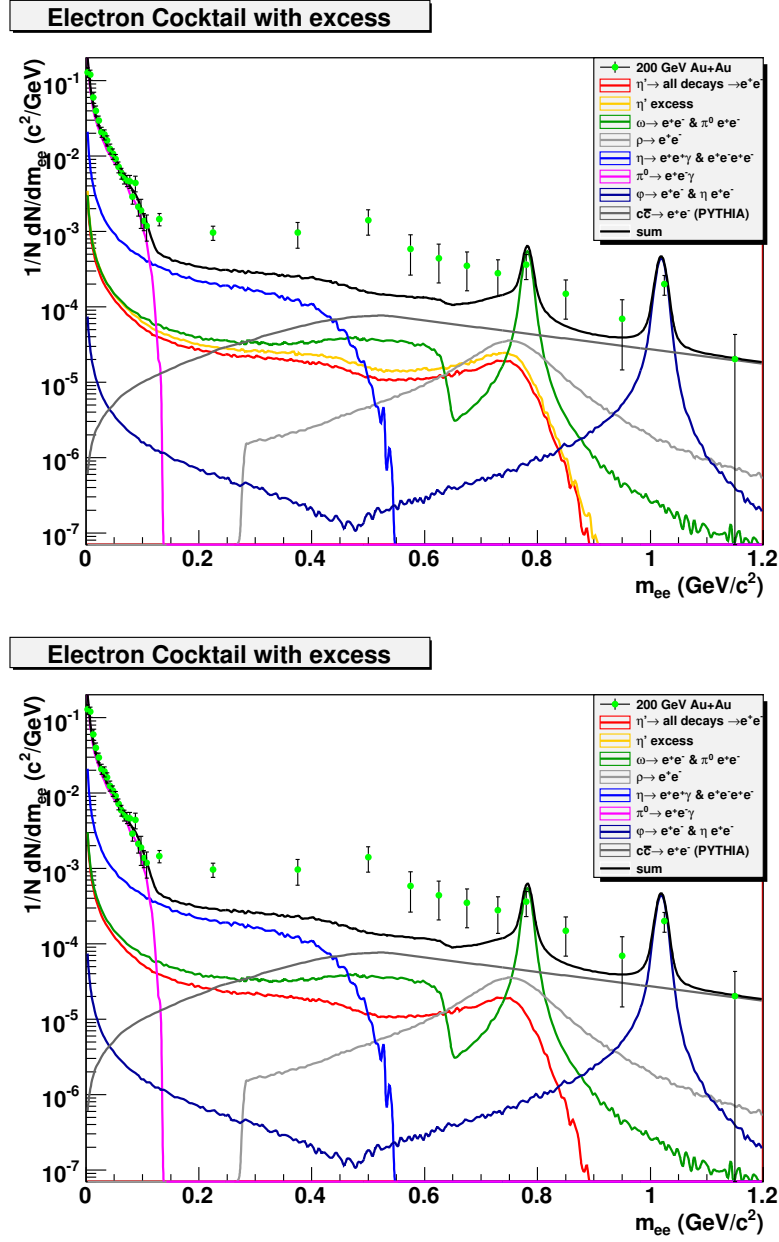 Electron Cocktail with excess
1/N dN/dm_ee (c²/GeV)
10⁻¹
10⁻²
10⁻³
10⁻⁴
10⁻⁵
10⁻⁶
10⁻⁷
200 GeV Au+Au
η'→ all decays →e⁺e⁻
η' excess
ω→ e⁺e⁻ & π⁰ e⁺e⁻
ρ→ e⁺e⁻
η→ e⁺e⁺γ & e⁺e⁻e⁺e⁻
π⁰→ e⁺e⁻γ
φ→ e⁺e⁻ & η e⁺e⁻
cc̅→ e⁺e⁻ (PYTHIA)
sum
0 0.2 0.4 0.6 0.8 1 1.2
m_ee (GeV/c²)
Electron Cocktail with excess
1/N dN/dm_ee (c²/GeV)
10⁻¹
10⁻²
10⁻³
10⁻⁴
10⁻⁵
10⁻⁶
10⁻⁷
200 GeV Au+Au
η'→ all decays →e⁺e⁻
η' excess
ω→ e⁺e⁻ & π⁰ e⁺e⁻
ρ→ e⁺e⁻
η→ e⁺e⁺γ & e⁺e⁻e⁺e⁻
π⁰→ e⁺e⁻γ
φ→ e⁺e⁻ & η e⁺e⁻
cc̅→ e⁺e⁻ (PYTHIA)
sum
0 0.2 0.4 0.6 0.8 1 1.2
m_ee (GeV/c²)